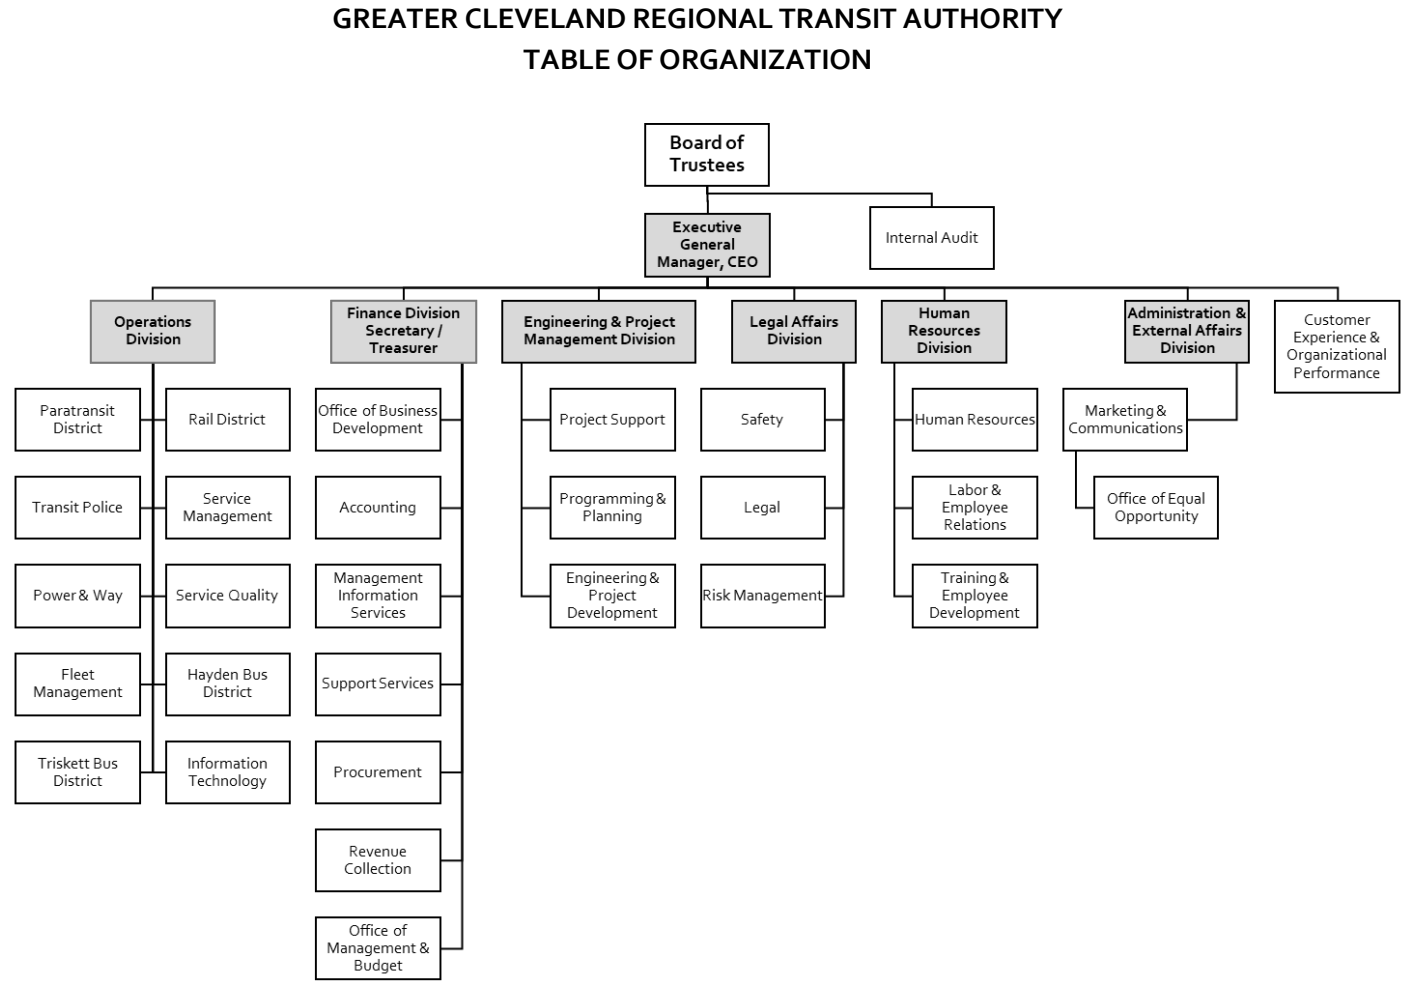 GREATER CLEVELAND REGIONAL TRANSIT AUTHORITY
TABLE OF ORGANIZATION
Board of
Trustees
Executive
General
Manager, CEO
Internal Audit
Operations
Division
Finance Division
Secretary /
Treasurer
Engineering & Project
Management Division
Legal Affairs
Division
Human
Resources
Division
Administration &
External Affairs
Division
Customer
Experience &
Organizational
Performance
Paratransit
District
Rail District
Transit Police
Service
Management
Power & Way
Service Quality
Fleet
Management
Hayden Bus
District
Triskett Bus
District
Information
Technology
Office of Business
Development
Accounting
Management
Information
Services
Support Services
Procurement
Revenue
Collection
Office of
Management &
Budget
Project Support
Programming &
Planning
Engineering &
Project
Development
Safety
Legal
Risk Management
Human Resources
Labor &
Employee
Relations
Training &
Employee
Development
Marketing &
Communications
Office of Equal
Opportunity